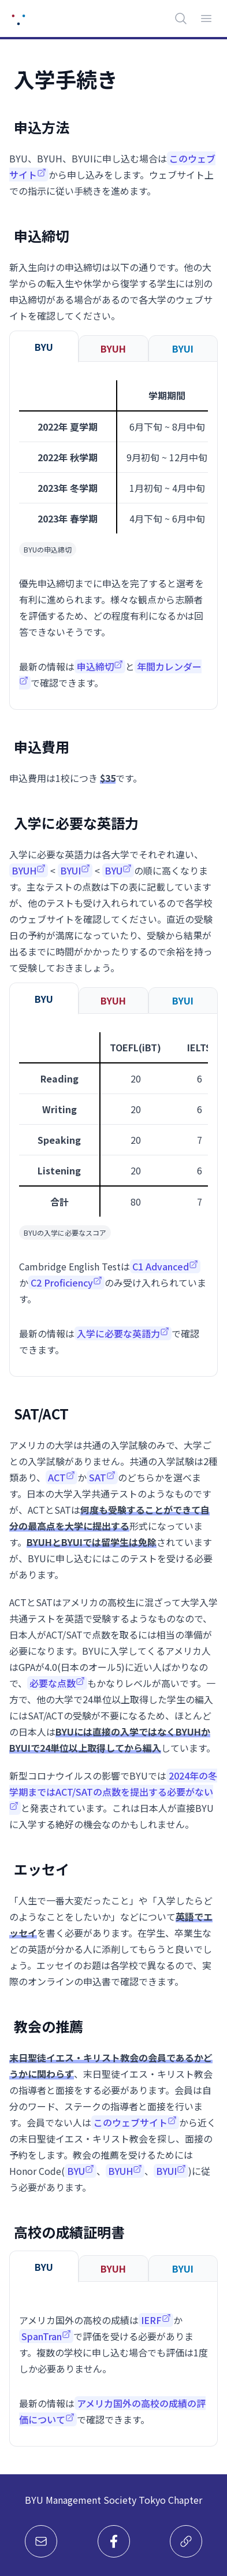 入学手続き
申込方法
BYU、BYUH、BYUIに申し込む場合は このウェブ
サイト から申し込みをします。ウェブサイト上
での指示に従い手続きを進めます。
申込締切
新入生向けの申込締切は以下の通りです。他の大
学からの転入生や休学から復学する学生には別の
申込締切がある場合があるので各大学のウェブサ
イトを確認してください。
BYU BYUH BYUI
学期期間
2022年 夏学期 6月下旬 ~ 8月中旬
2022年 秋学期 9月初旬 ~ 12月中旬
2023年 冬学期 1月初旬 ~ 4月中旬
2023年 春学期 4月下旬 ~ 6月中旬
BYUの申込締切
優先申込締切までに申込を完了すると選考を
有利に進められます。様々な観点から志願者
を評価するため、どの程度有利になるかは回
答できないそうです。
最新の情報は 申込締切 と 年間カレンダー
で確認できます。
申込費用
申込費用は1校につき $35です。
入学に必要な英語力
入学に必要な英語力は各大学でそれぞれ違い、
BYUH < BYUI < BYU の順に高くなりま
す。主なテストの点数は下の表に記載しています
が、他のテストも受け入れられているので各学校
のウェブサイトを確認してください。直近の受験
日の予約が満席になっていたり、受験から結果が
出るまでに時間がかかったりするので余裕を持っ
て受験しておきましょう。
BYU BYUH BYUI
TOEFL(iBT) IELTS
Reading 20 6
Writing 20 6
Speaking 20 7
Listening 20 6
合計 80 7
BYUの入学に必要なスコア
Cambridge English Testは C1 Advanced
か C2 Proficiency のみ受け入れられていま
す。
最新の情報は 入学に必要な英語力 で確認
できます。
SAT/ACT
アメリカの大学は共通の入学試験のみで、大学ご
との入学試験がありません。共通の入学試験は2種
類あり、 ACT か SAT のどちらかを選べま
す。日本の大学入学共通テストのようなものです
が、ACTとSATは何度も受験することができて自
分の最高点を大学に提出する形式になっていま
す。BYUHとBYUIでは留学生は免除されています
が、BYUに申し込むにはこのテストを受ける必要
があります。
ACTとSATはアメリカの高校生に混ざって大学入学
共通テストを英語で受験するようなものなので、
日本人がACT/SATで点数を取るには相当の準備が
必要になります。BYUに入学してくるアメリカ人
はGPAが4.0(日本のオール5)に近い人ばかりなの
で、 必要な点数 もかなりレベルが高いです。一
方で、他の大学で24単位以上取得した学生の編入
にはSAT/ACTの受験が不要になるため、ほとんど
の日本人はBYUには直接の入学ではなくBYUHか
BYUIで24単位以上取得してから編入しています。
新型コロナウイルスの影響でBYUでは 2024年の冬
学期まではACT/SATの点数を提出する必要がない
と発表されています。これは日本人が直接BYU
に入学する絶好の機会なのかもしれません。
エッセイ
「人生で一番大変だったこと」や「入学したらど
のようなことをしたいか」などについて英語でエ
ッセイを書く必要があります。在学生、卒業生な
どの英語が分かる人に添削してもらうと良いでし
ょう。エッセイのお題は各学校で異なるので、実
際のオンラインの申込書で確認できます。
教会の推薦
末日聖徒イエス・キリスト教会の会員であるかど
うかに関わらず、末日聖徒イエス・キリスト教会
の指導者と面接をする必要があります。会員は自
分のワード、ステークの指導者と面接を行いま
す。会員でない人は このウェブサイト から近く
の末日聖徒イエス・キリスト教会を探し、面接の
予約をします。教会の推薦を受けるためには
Honor Code( BYU 、 BYUH 、 BYUI )に従
う必要があります。
高校の成績証明書
BYU BYUH BYUI
アメリカ国外の高校の成績は IERF か
SpanTran で評価を受ける必要がありま
す。複数の学校に申し込む場合でも評価は1度
しか必要ありません。
最新の情報は アメリカ国外の高校の成績の評
価について で確認できます。
BYU Management Society Tokyo Chapter